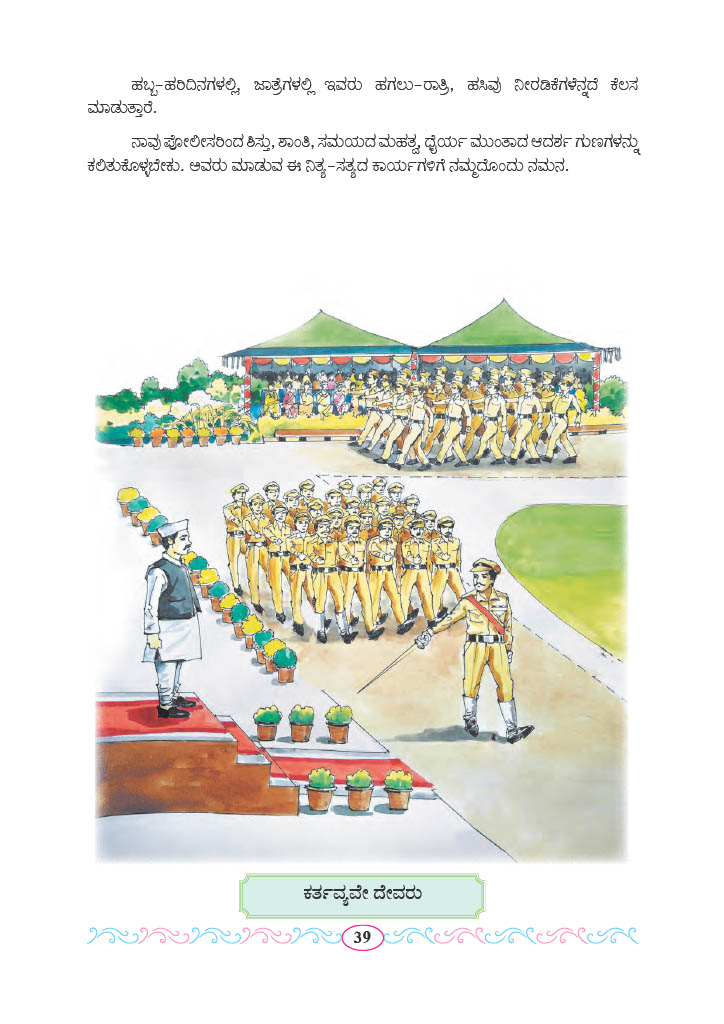 ಹಬ್ಬ–ಹರಿದಿನಗಳಲ್ಲಿ, ಜಾತ್ರೆಗಳಲ್ಲಿ ಇವರು ಹಗಲು–ರಾತ್ರಿ, ಹಸಿವು ನೀರಡಿಕೆಗಳೆನ್ನದೆ ಕೆಲಸ
ಮಾಡುತ್ತಾರೆ.
ನಾವು ಪೋಲೀಸರಿಂದ ಶಿಸ್ತು, ಶಾಂತಿ, ಸಮಯದ ಮಹತ್ವ, ಧೈರ್ಯ ಮುಂತಾದ ಆದರ್ಶ ಗುಣಗಳನ್ನು
ಕಲಿತುಕೊಳ್ಳಬೇಕು. ಅವರು ಮಾಡುವ ಈ ನಿತ್ಯ–ಸತ್ಯದ ಕಾರ್ಯಗಳಿಗೆ ನಮ್ಮದೊಂದು ನಮನ.
ಕರ್ತವ್ಯವೇ ದೇವರು
39